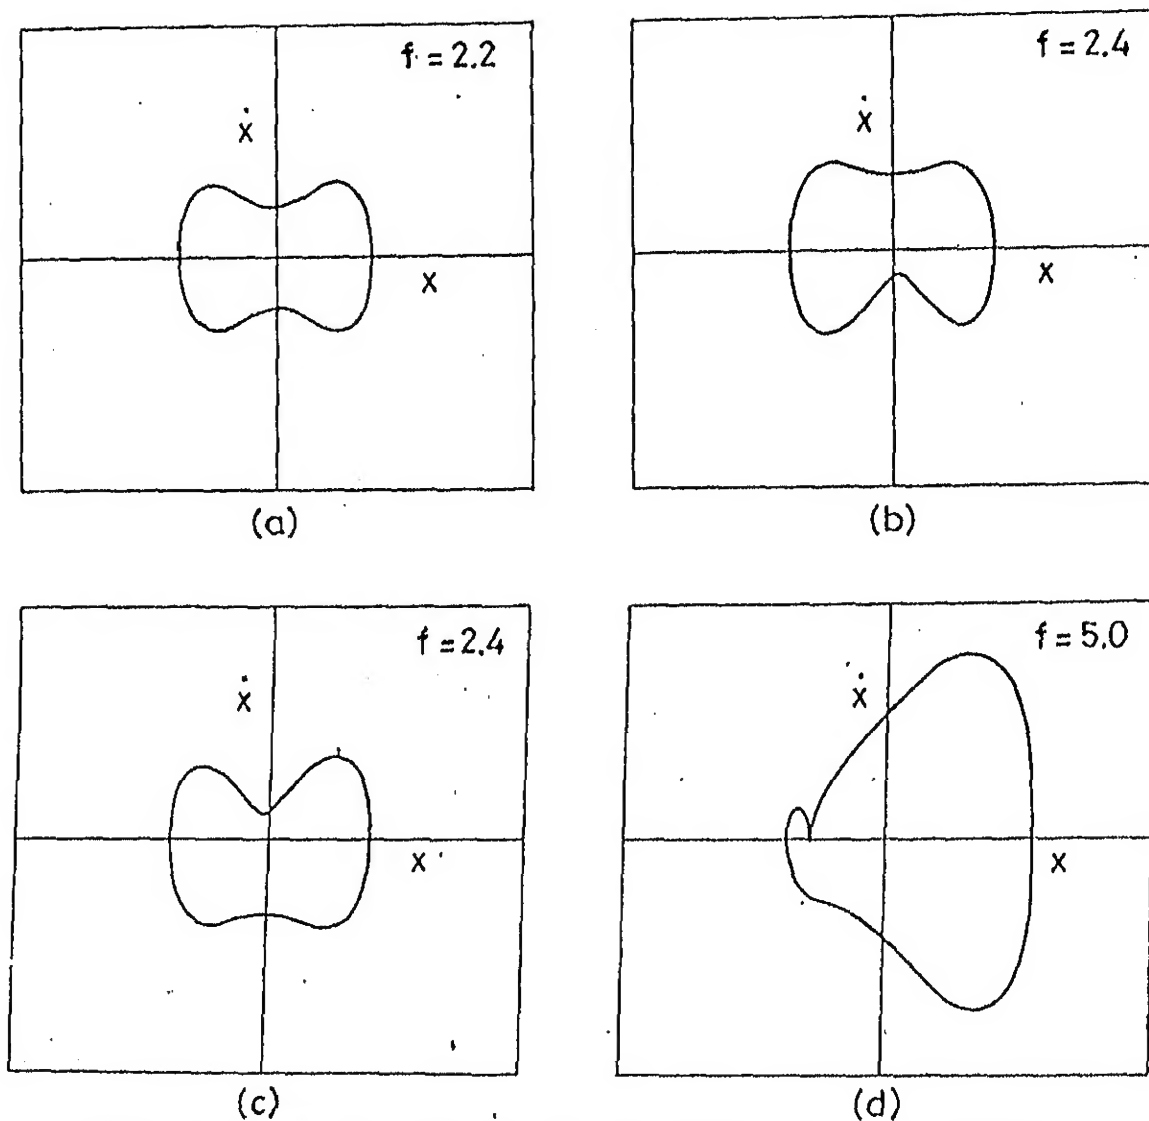 f = 2.2
ẋ
x
(a)
f = 2.4
ẋ
x
(b)
f = 2.4
ẋ
x
(c)
f = 5.0
ẋ
x
(d)